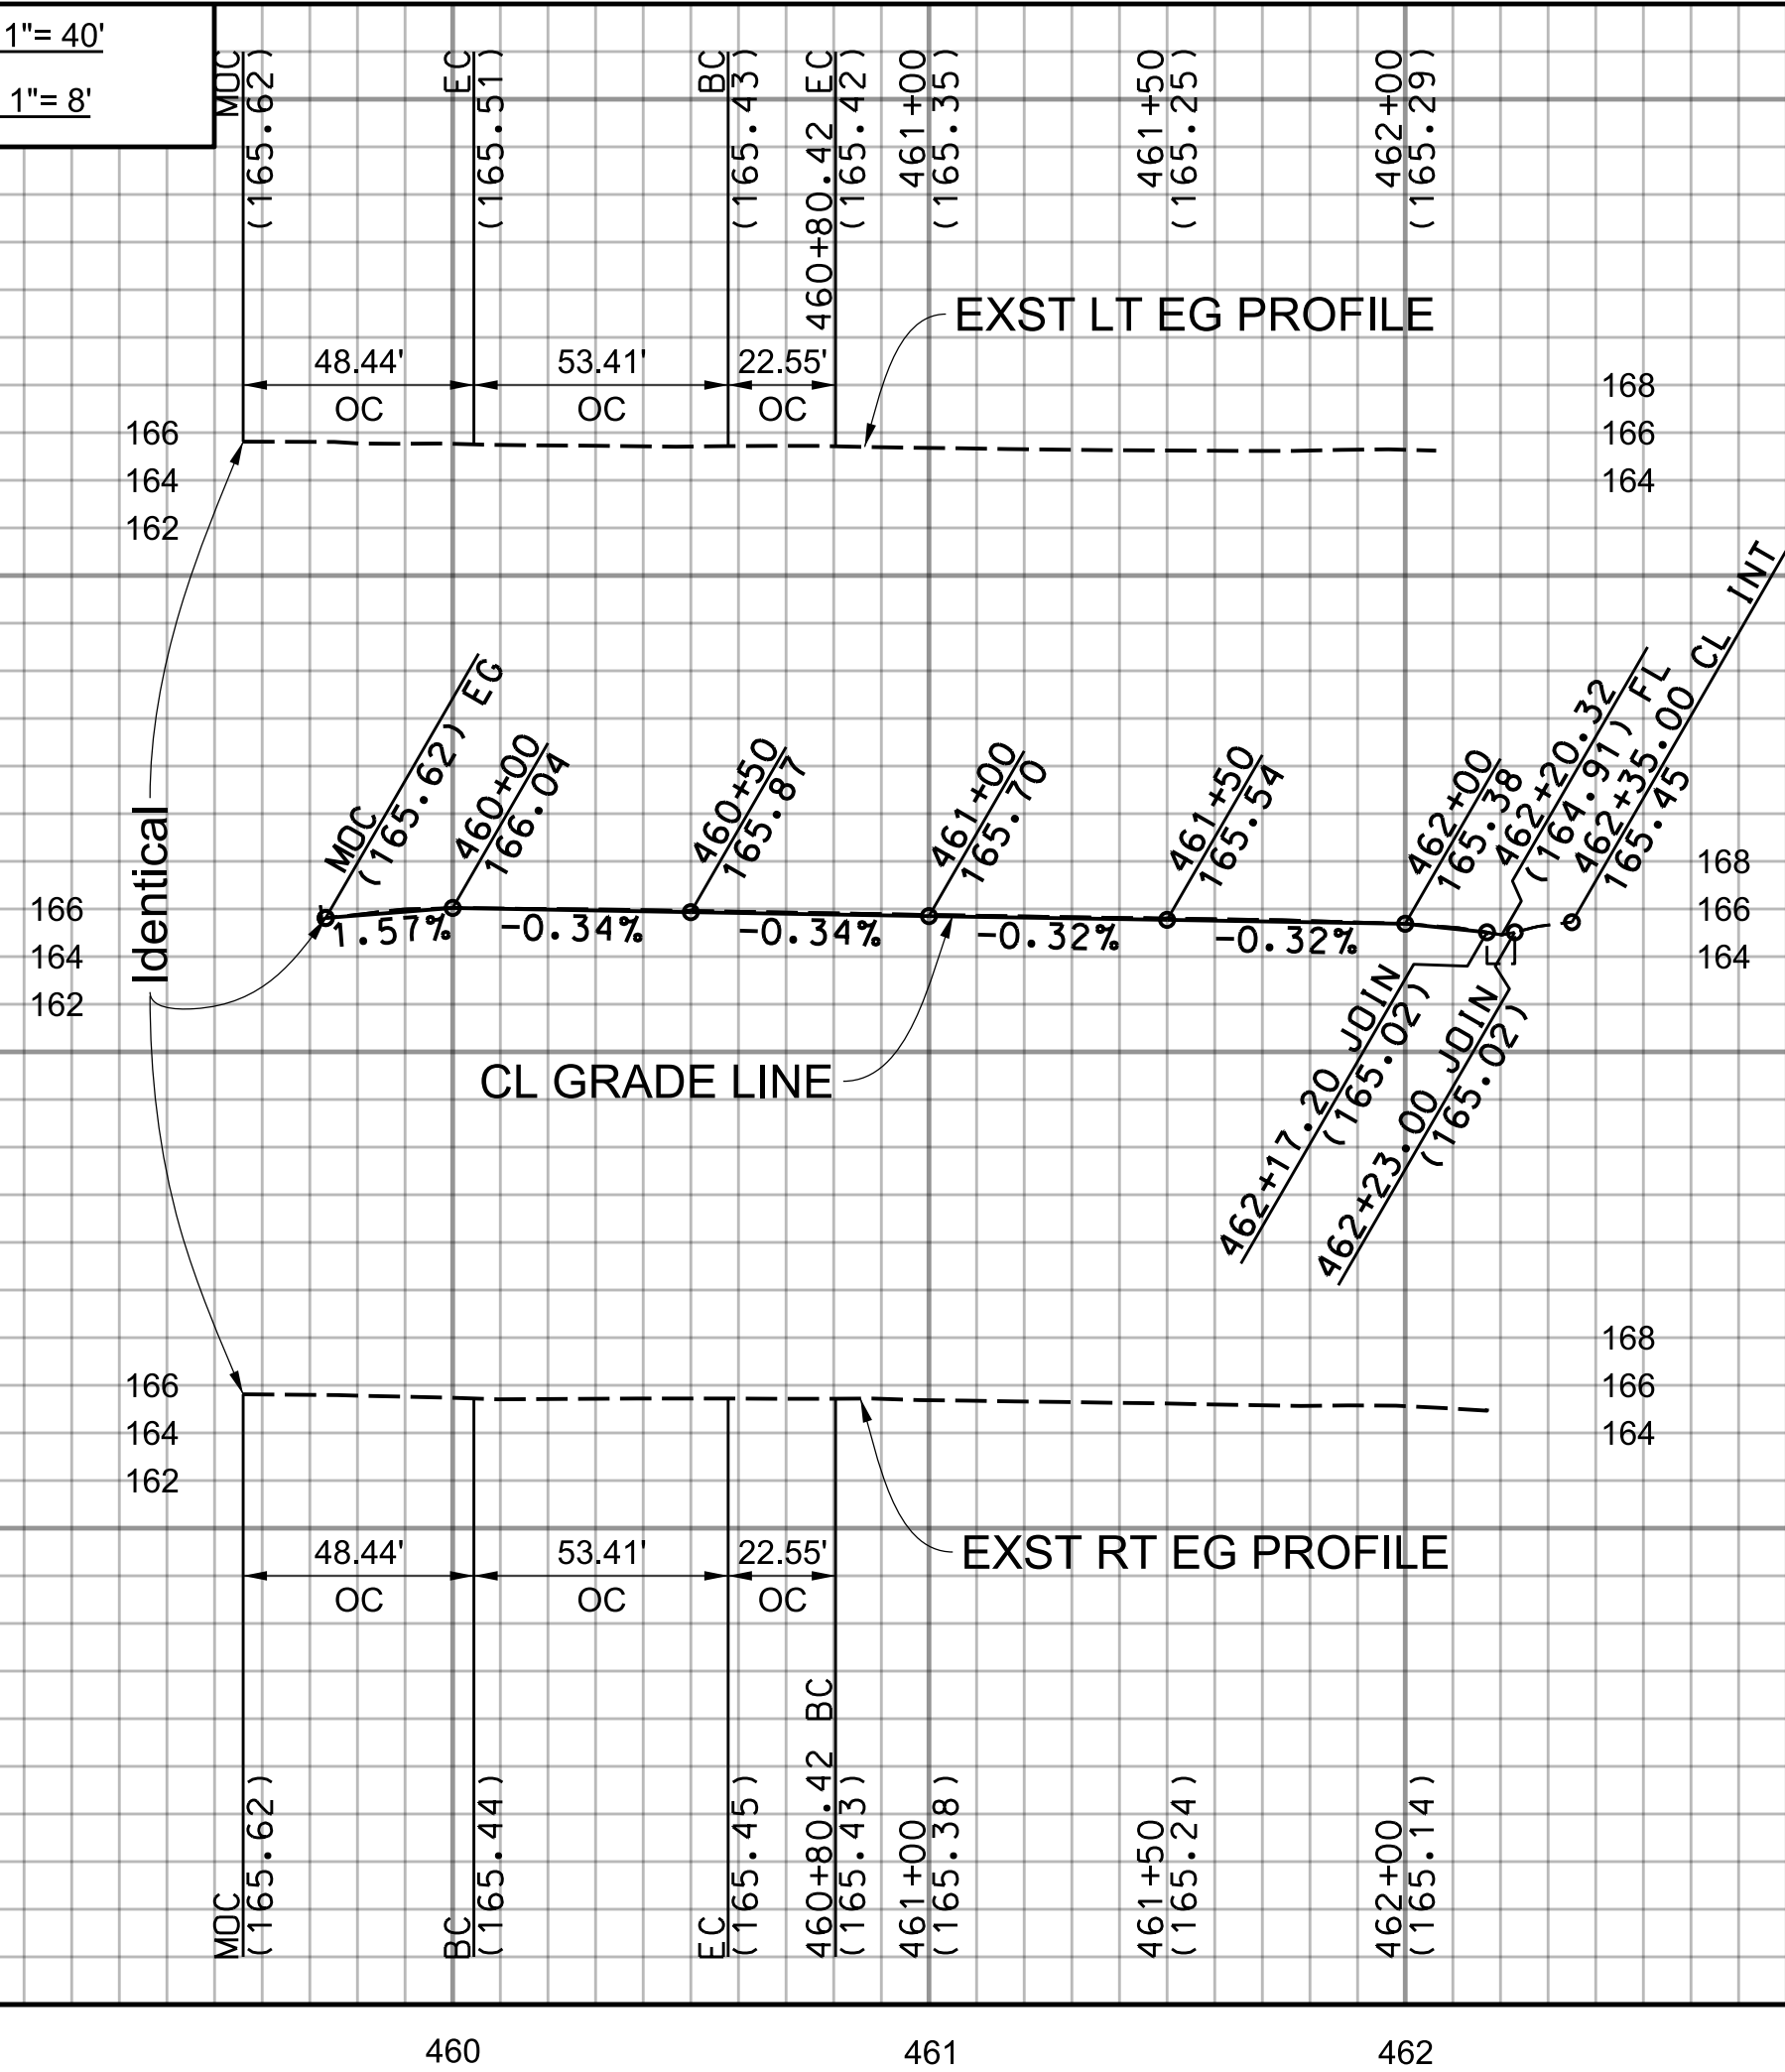 1"= 40'
1"= 8'
MOC
(165.62)
EC
(165.51)
BC
(165.43)
460+80.42 EC
(165.42)
461+00
(165.35)
461+50
(165.25)
462+00
(165.29)
EXST LT EG PROFILE
48.44'
OC
53.41'
OC
22.55'
OC
166
164
162
168
166
164
MOC
(165.62) EG
460+00
166.04
460+50
165.87
461+00
165.70
461+50
165.54
462+00
165.38
462+20.32
(164.91) FL
462+35.00 CL INT
165.45
Identical
166
164
162
168
166
164
1.57%
-0.34%
-0.34%
-0.32%
-0.32%
CL GRADE LINE
462+17.20 JOIN
(165.02)
462+23.00 JOIN
(165.02)
166
164
162
168
166
164
48.44'
OC
53.41'
OC
22.55'
OC
EXST RT EG PROFILE
MOC
(165.62)
BC
(165.44)
EC
(165.45)
460+80.42 BC
(165.43)
461+00
(165.38)
461+50
(165.24)
462+00
(165.14)
460
461
462